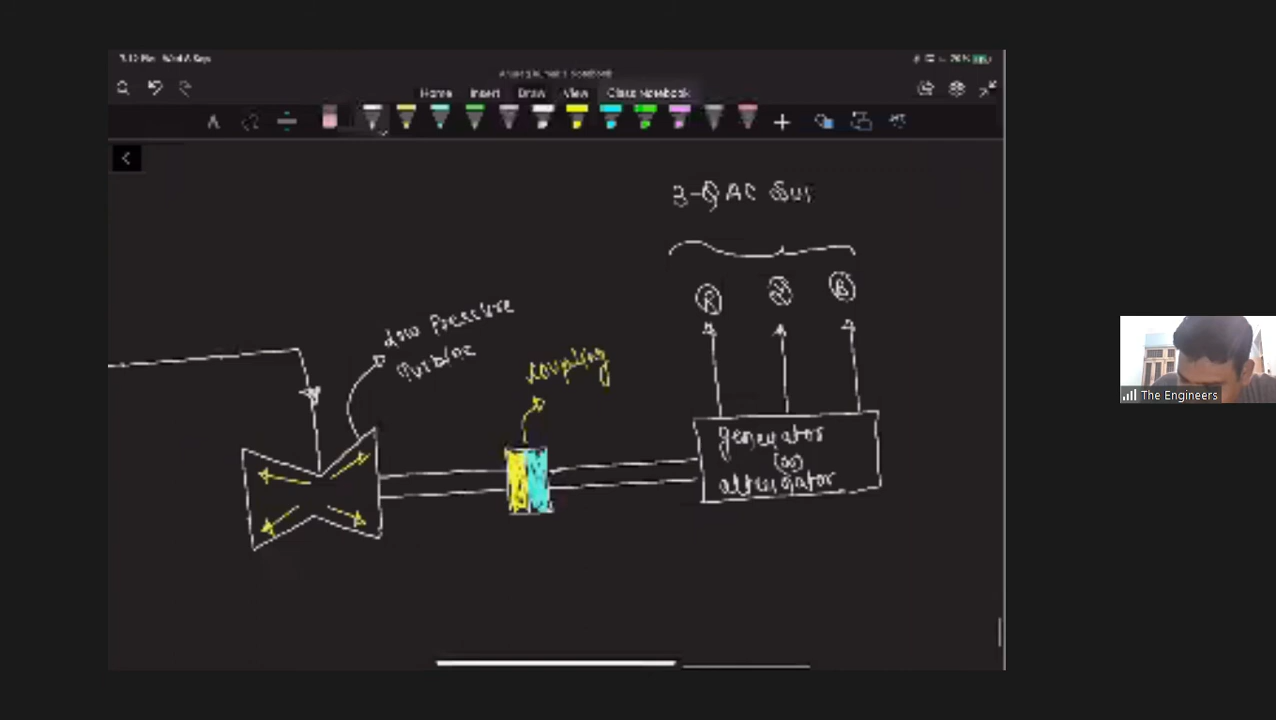 Home Insert Draw View Class Notebook
3-Φ AC Sup
R Y B
low Pressure
Turbine
coupling
generator
(or)
alternator
The Engineers